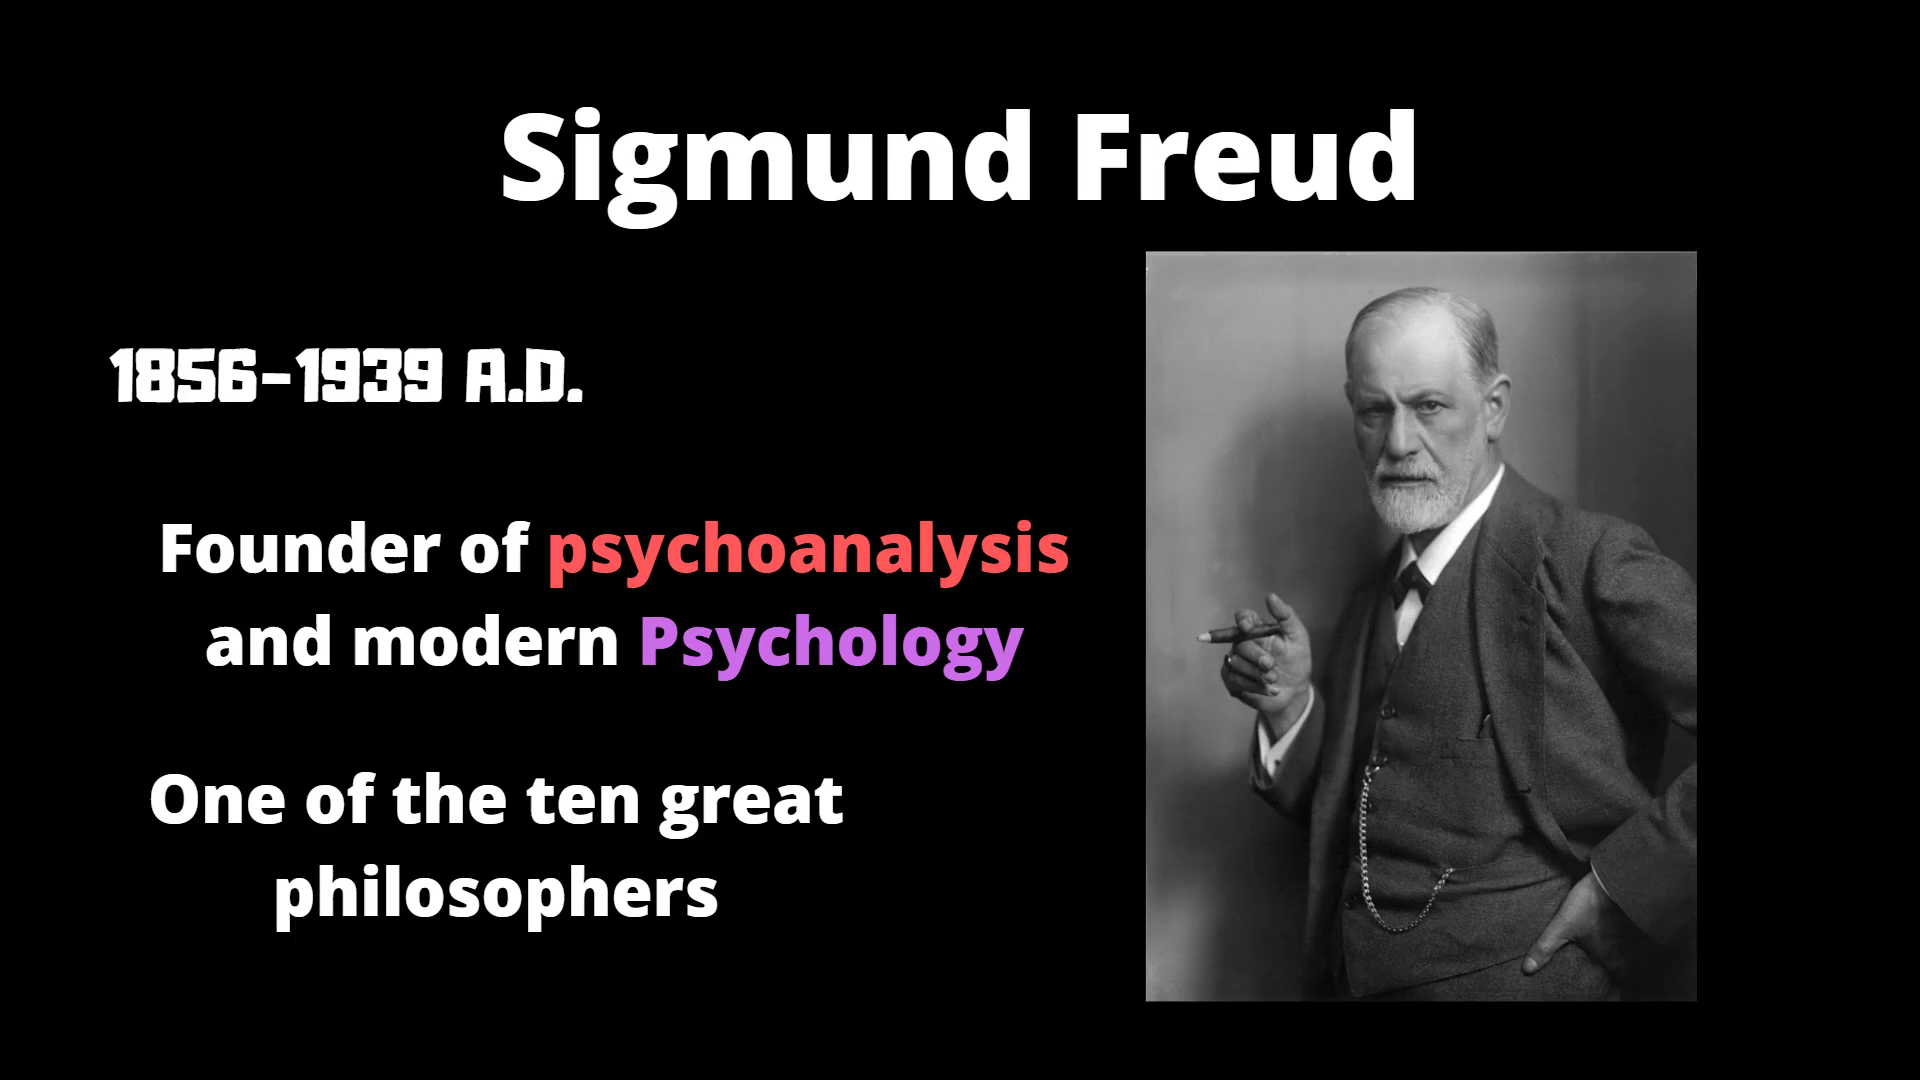 Sigmund Freud
1856-1939 A.D.
Founder of psychoanalysis
and modern Psychology
One of the ten great
philosophers